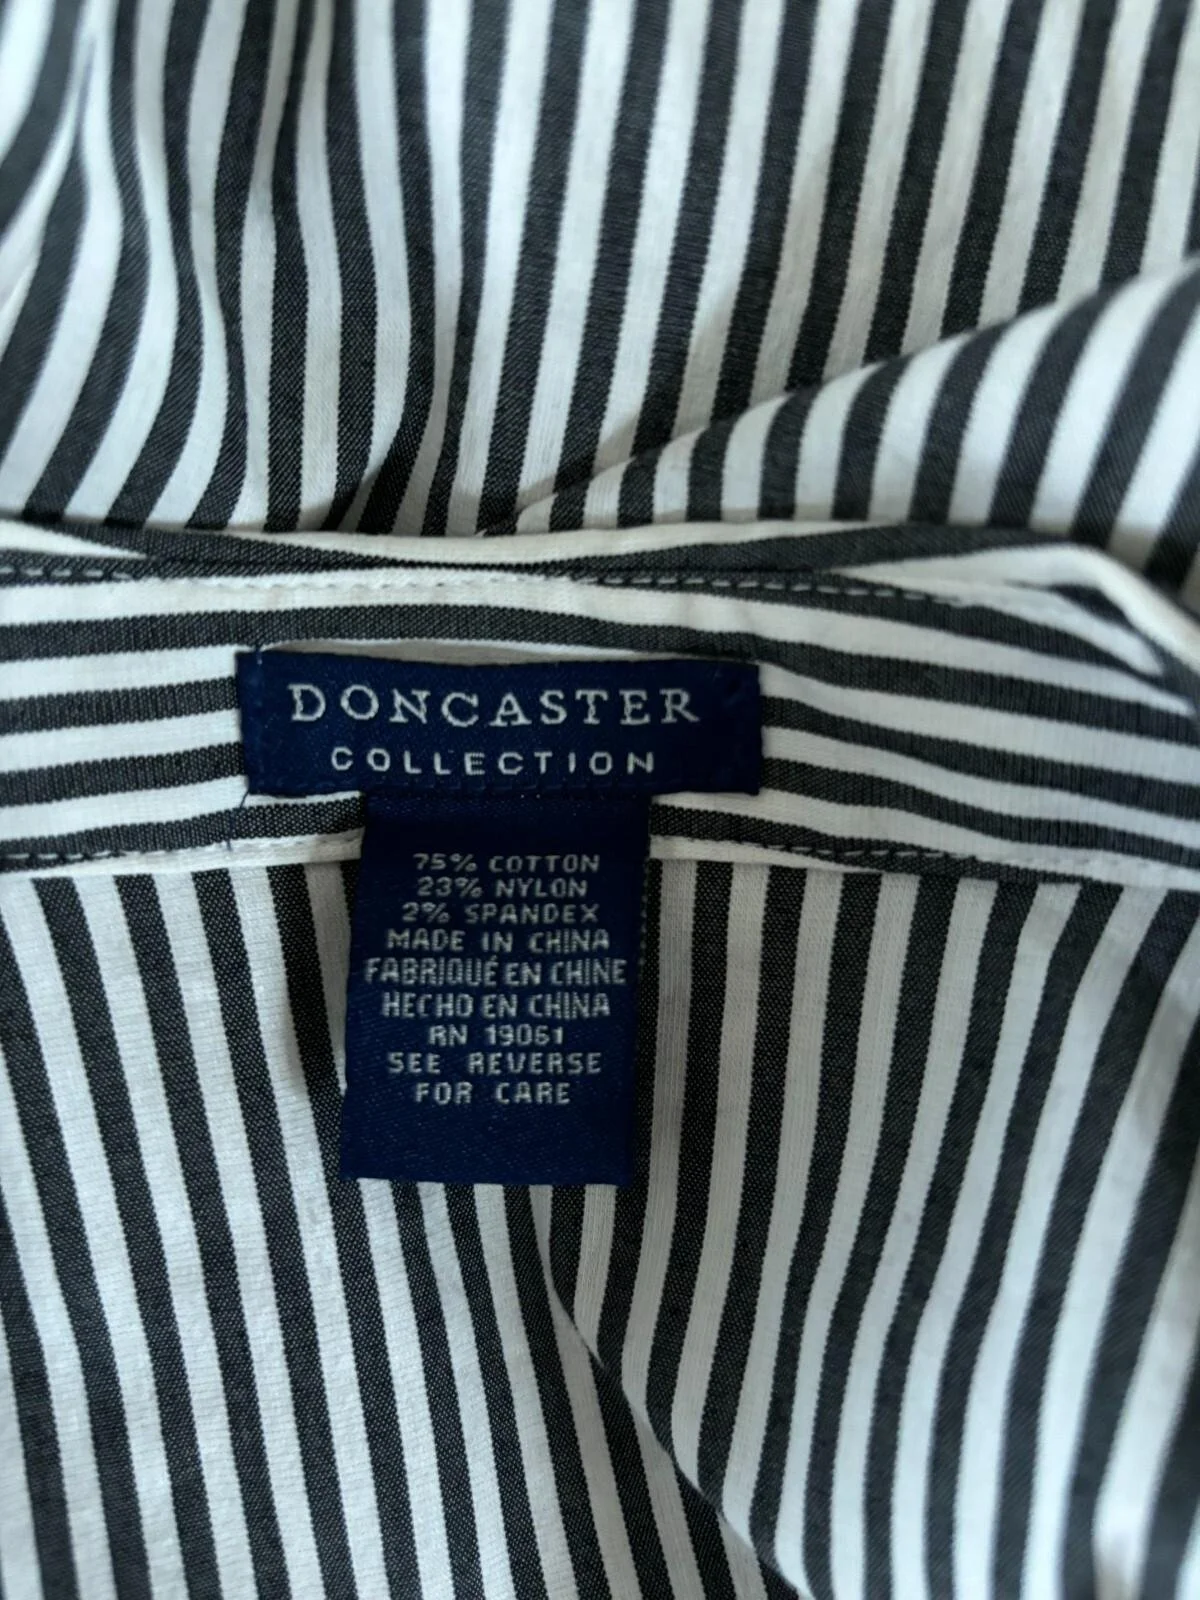 DONCASTER
COLLECTION
75% COTTON
23% NYLON
2% SPANDEX
MADE IN CHINA
FABRIQUÉ EN CHINE
HECHO EN CHINA
RN 19061
SEE REVERSE
FOR CARE